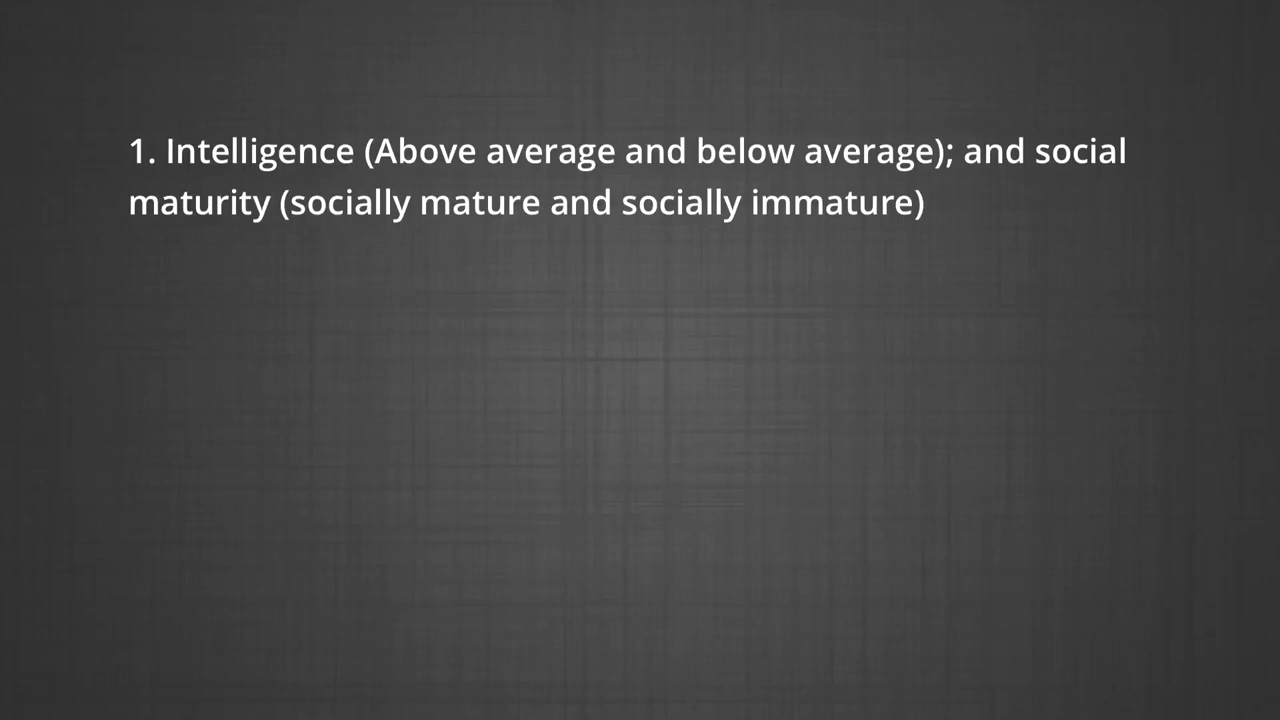 1. Intelligence (Above average and below average); and social
maturity (socially mature and socially immature)